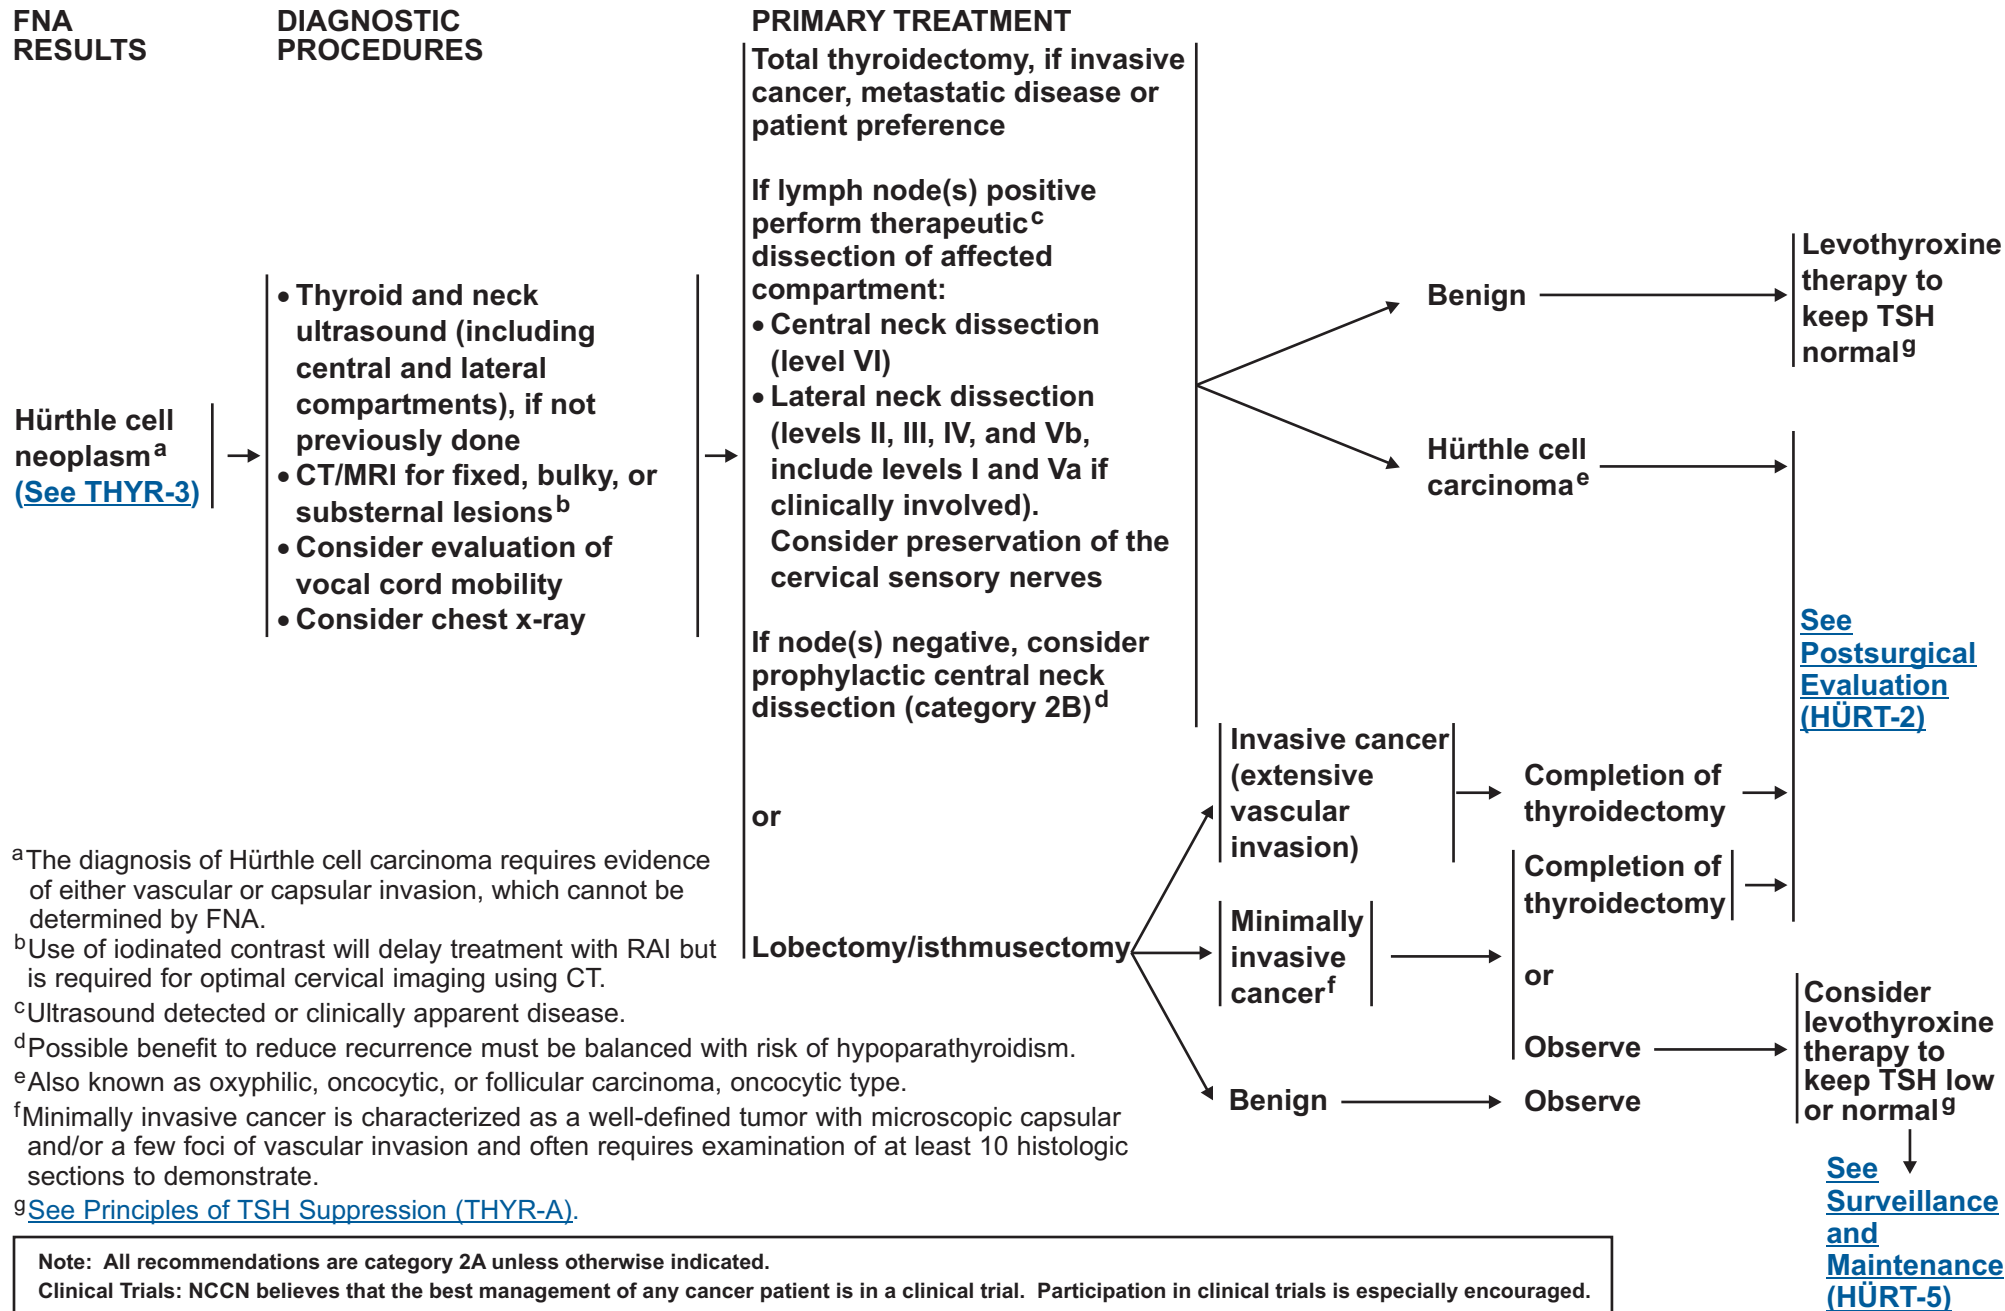 FNA
RESULTS
DIAGNOSTIC
PROCEDURES
PRIMARY TREATMENT
Hürthle cell
neoplasm a
(See THYR-3)
• Thyroid and neck
ultrasound (including
central and lateral
compartments), if not
previously done
• CT/MRI for fixed, bulky, or
substernal lesions b
• Consider evaluation of
vocal cord mobility
• Consider chest x-ray
Total thyroidectomy, if invasive
cancer, metastatic disease or
patient preference
If lymph node(s) positive
perform therapeutic c
dissection of affected
compartment:
• Central neck dissection
(level VI)
• Lateral neck dissection
(levels II, III, IV, and Vb,
include levels I and Va if
clinically involved).
Consider preservation of the
cervical sensory nerves
If node(s) negative, consider
prophylactic central neck
dissection (category 2B) d
or
Lobectomy/isthmusectomy
Benign
Levothyroxine
therapy to
keep TSH
normal g
Hürthle cell
carcinoma e
See
Postsurgical
Evaluation
(HÜRT-2)
Invasive cancer
(extensive
vascular
invasion)
Completion of
thyroidectomy
Minimally
invasive
cancer f
Completion of
thyroidectomy
or
Observe
Benign
Observe
Consider
levothyroxine
therapy to
keep TSH low
or normal g
See
Surveillance
and
Maintenance
(HÜRT-5)
a The diagnosis of Hürthle cell carcinoma requires evidence
of either vascular or capsular invasion, which cannot be
determined by FNA.
b Use of iodinated contrast will delay treatment with RAI but
is required for optimal cervical imaging using CT.
c Ultrasound detected or clinically apparent disease.
d Possible benefit to reduce recurrence must be balanced with risk of hypoparathyroidism.
e Also known as oxyphilic, oncocytic, or follicular carcinoma, oncocytic type.
f Minimally invasive cancer is characterized as a well-defined tumor with microscopic capsular
and/or a few foci of vascular invasion and often requires examination of at least 10 histologic
sections to demonstrate.
g See Principles of TSH Suppression (THYR-A).
Note: All recommendations are category 2A unless otherwise indicated.
Clinical Trials: NCCN believes that the best management of any cancer patient is in a clinical trial. Participation in clinical trials is especially encouraged.